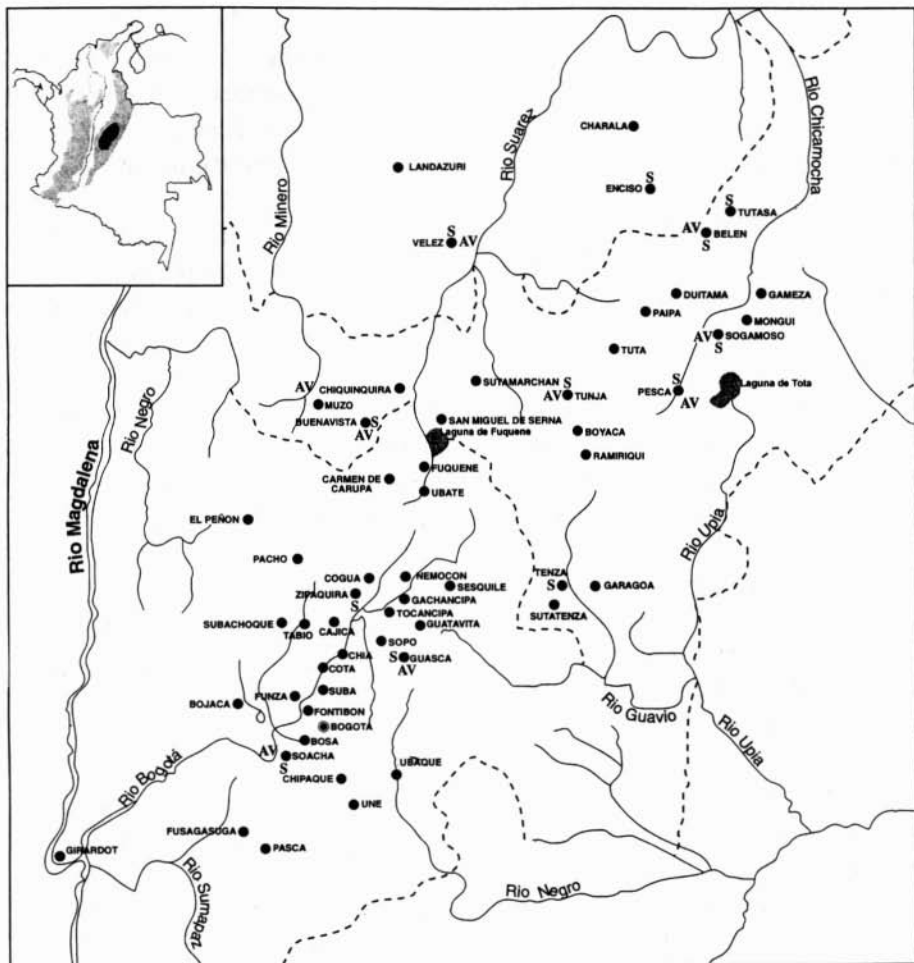 CHARALA
Rio Chicamocha
Rio Suarez
LANDAZURI
S
ENCISO
S
TUTASA
Rio Minero
S
AV
VELEZ
AV
BELEN
S
DUITAMA
GAMEZA
PAIPA
MONGUI
AV
SOGAMOSO
S
TUTA
Laguna de Tota
SUTAMARCHAN
S
AV
TUNJA
S
PESCA
AV
AV
CHIQUINQUIRA
MUZO
BUENAVISTA
S
AV
SAN MIGUEL DE SERNA
Laguna de Fuquene
BOYACA
RAMIRIQUI
Rio Negro
Rio Magdalena
FUQUENE
CARMEN DE
CARUPA
UBATE
EL PEÑON
Rio Upia
PACHO
COGUA
NEMOCON
SESQUILE
TENZA
S
GARAGOA
ZIPAQUIRA
S
GACHANCIPA
SUTATENZA
TOCANCIPA
SUBACHOQUE
TABIO
CAJICA
GUATAVITA
SOPO
CHIA
S
GUASCA
AV
COTA
SUBA
FUNZA
BOJACA
FONTIBON
Rio Guavio
BOGOTA
Rio Upia
BOSA
AV
SOACHA
S
UBAQUE
CHIPAQUE
Rio Bogotá
UNE
FUSAGASUGA
PASCA
GIRARDOT
Rio Sumapaz
Rio Negro